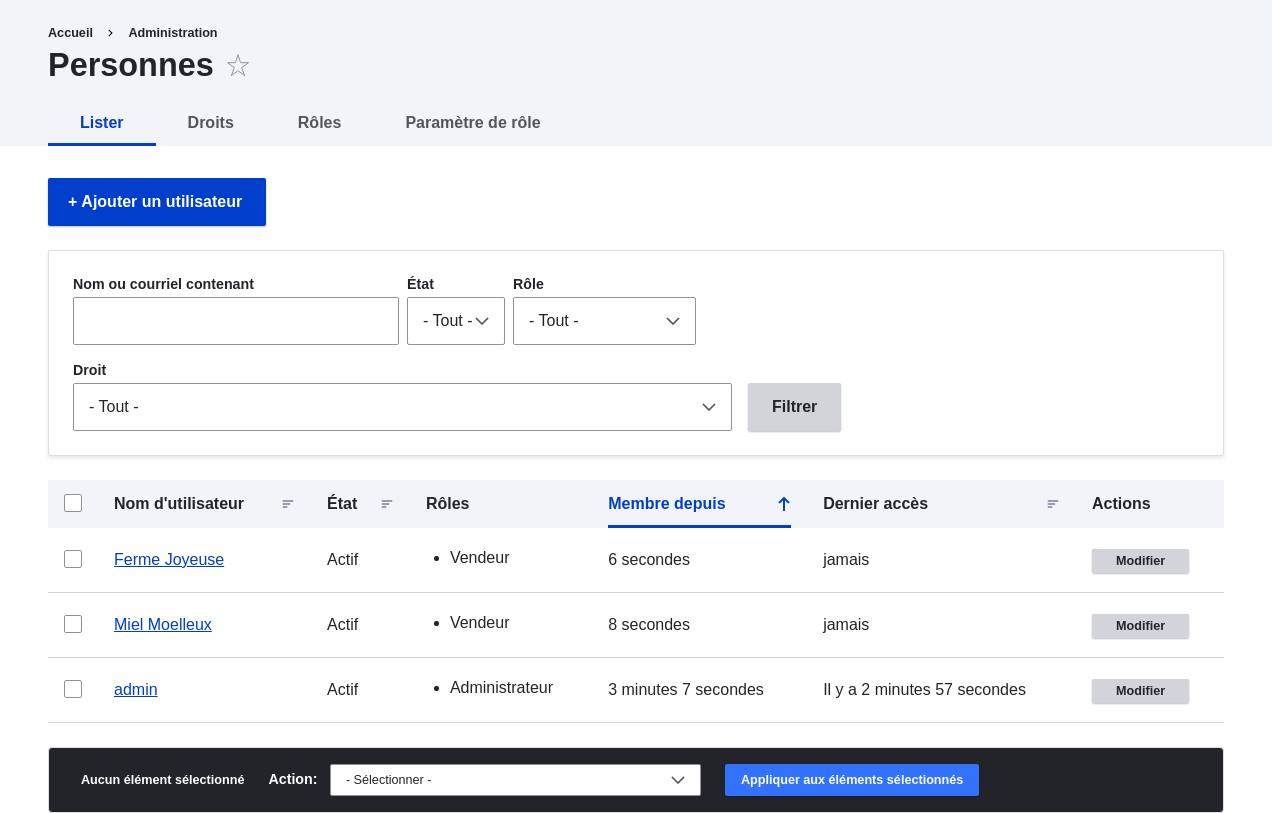 Accueil › Administration
Personnes
Lister Droits Rôles Paramètre de rôle
+ Ajouter un utilisateur
Nom ou courriel contenant État Rôle
- Tout - - Tout -
Droit
- Tout - Filtrer
Nom d'utilisateur État Rôles Membre depuis Dernier accès Actions
Ferme Joyeuse Actif • Vendeur 6 secondes jamais Modifier
Miel Moelleux Actif • Vendeur 8 secondes jamais Modifier
admin Actif • Administrateur 3 minutes 7 secondes Il y a 2 minutes 57 secondes Modifier
Aucun élément sélectionné Action: - Sélectionner - Appliquer aux éléments sélectionnés